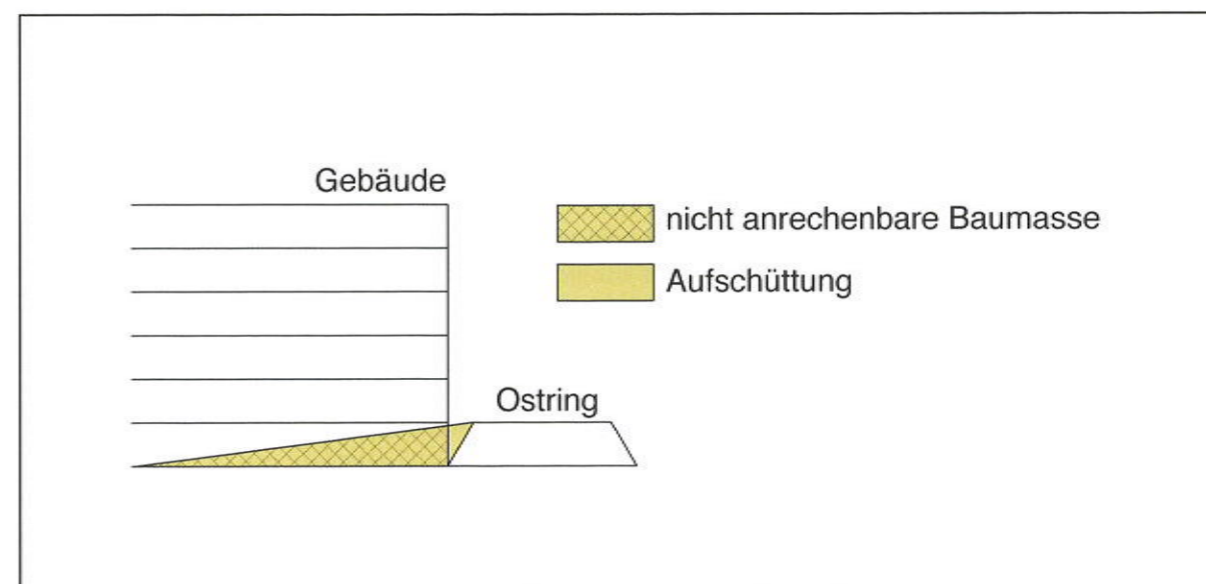 Gebäude
nicht anrechenbare Baumasse
Aufschüttung
Ostring